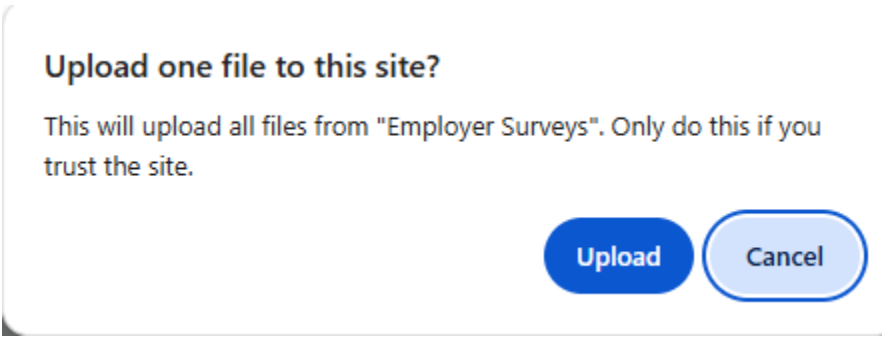 Upload one file to this site?
This will upload all files from "Employer Surveys". Only do this if you
trust the site.
Upload Cancel